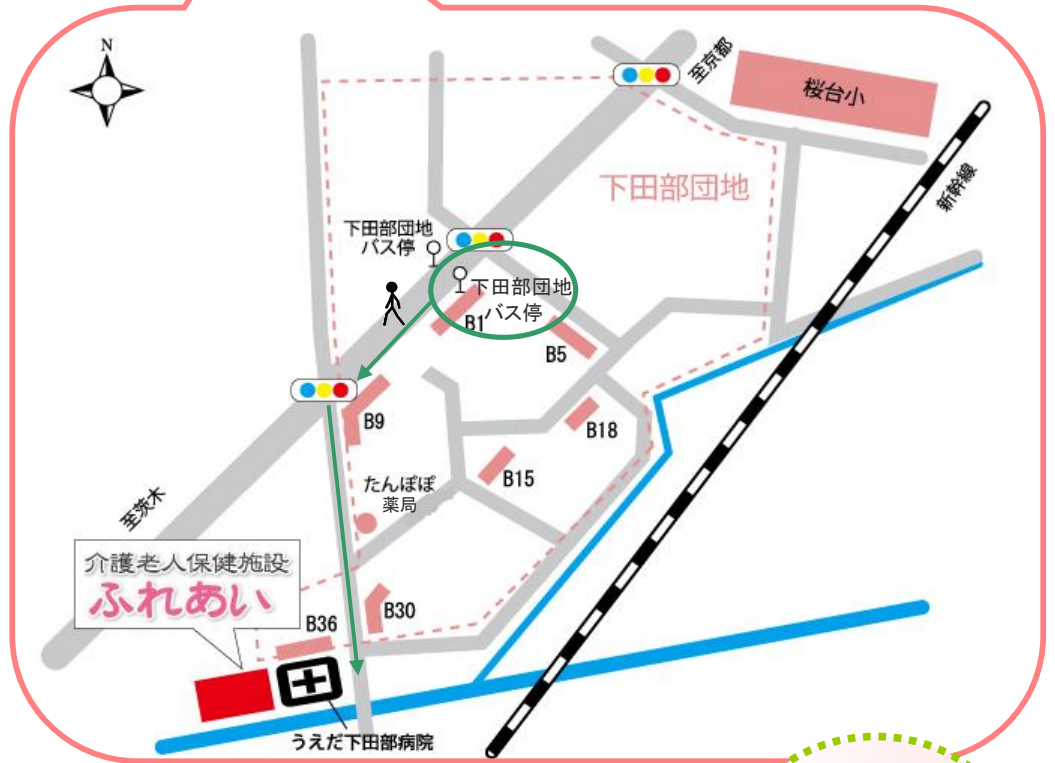 N
至京都
桜台小
下田部団地
新幹線
下田部団地
バス停
下田部団地
バス停
B1
B5
B9
B18
B15
たんぽぽ
薬局
至茨木
介護老人保健施設
ふれあい
B36
B30
うえだ下田部病院